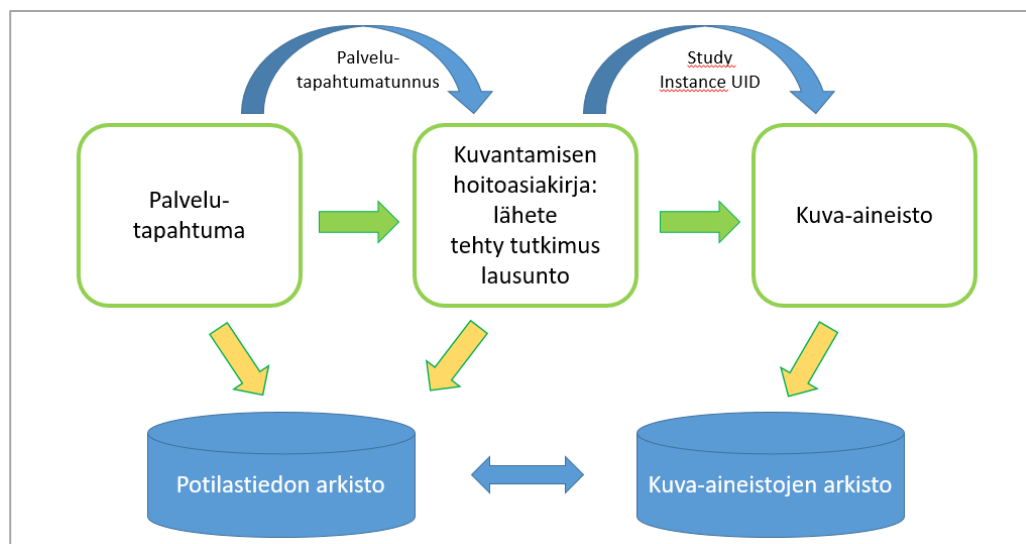 Palvelu-
tapahtumatunnus
Study
Instance UID
Palvelu-
tapahtuma
Kuvantamisen
hoitoasiakirja:
lähete
tehty tutkimus
lausunto
Kuva-aineisto
Potilastiedon arkisto
Kuva-aineistojen arkisto